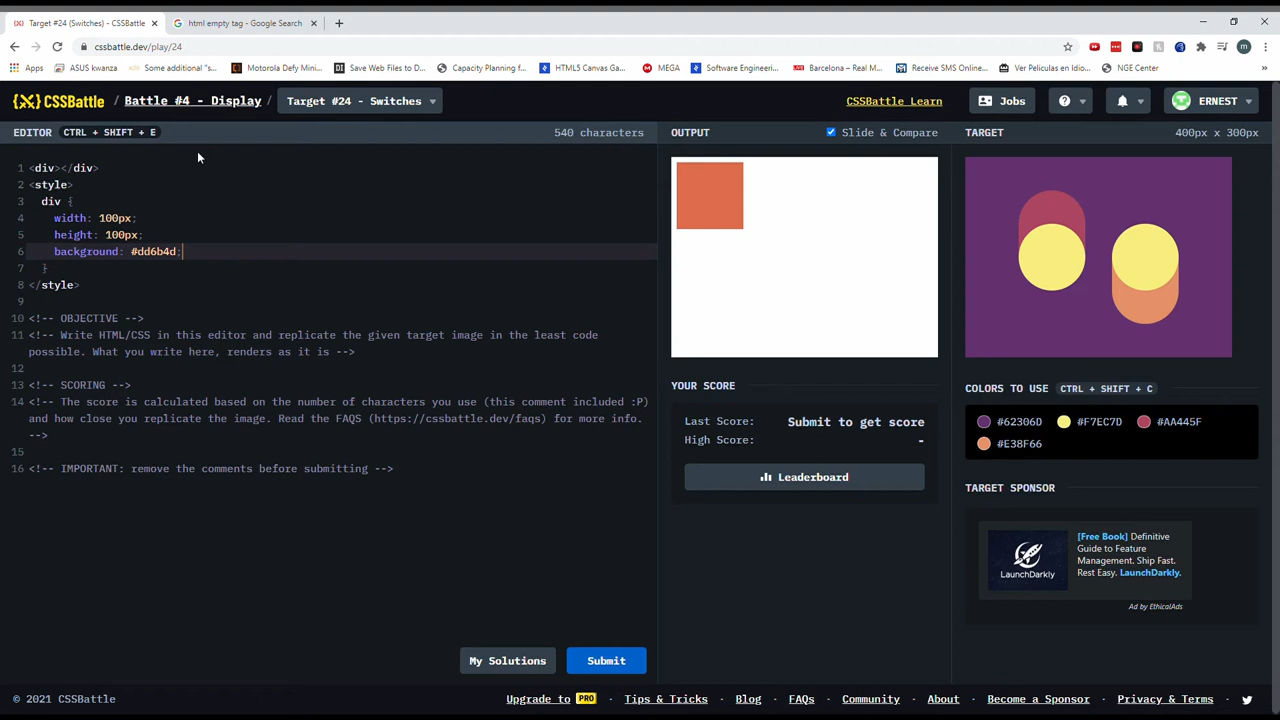 Target #24 (Switches) - CSSBattle
html empty tag - Google Search
cssbattle.dev/play/24
Apps
ASUS kwanza
Some additional "s...
Motorola Defy Mini...
Save Web Files to D...
Capacity Planning f...
HTML5 Canvas Ga...
MEGA
Software Engineeri...
Barcelona – Real M...
Receive SMS Online...
Ver Peliculas en Idio...
NGE Center
CSSBattle / Battle #4 - Display / Target #24 - Switches
CSSBattle Learn
Jobs
ERNEST
EDITOR CTRL + SHIFT + E
540 characters
1 <div></div>
2 <style>
3 div {
4 width: 100px;
5 height: 100px;
6 background: #dd6b4d;
7 }
8 </style>
9
10 <!-- OBJECTIVE -->
11 <!-- Write HTML/CSS in this editor and replicate the given target image in the least code
possible. What you write here, renders as it is -->
12
13 <!-- SCORING -->
14 <!-- The score is calculated based on the number of characters you use (this comment included :P)
and how close you replicate the image. Read the FAQS (https://cssbattle.dev/faqs) for more info.
-->
15
16 <!-- IMPORTANT: remove the comments before submitting -->
My Solutions
Submit
OUTPUT
Slide & Compare
YOUR SCORE
Last Score: Submit to get score
High Score: -
Leaderboard
TARGET
400px x 300px
COLORS TO USE CTRL + SHIFT + C
#62306D #F7EC7D #AA445F
#E38F66
TARGET SPONSOR
LaunchDarkly
[Free Book] Definitive
Guide to Feature
Management. Ship Fast.
Rest Easy. LaunchDarkly.
Ad by EthicalAds
© 2021 CSSBattle
Upgrade to PRO
Tips & Tricks
Blog
FAQs
Community
About
Become a Sponsor
Privacy & Terms